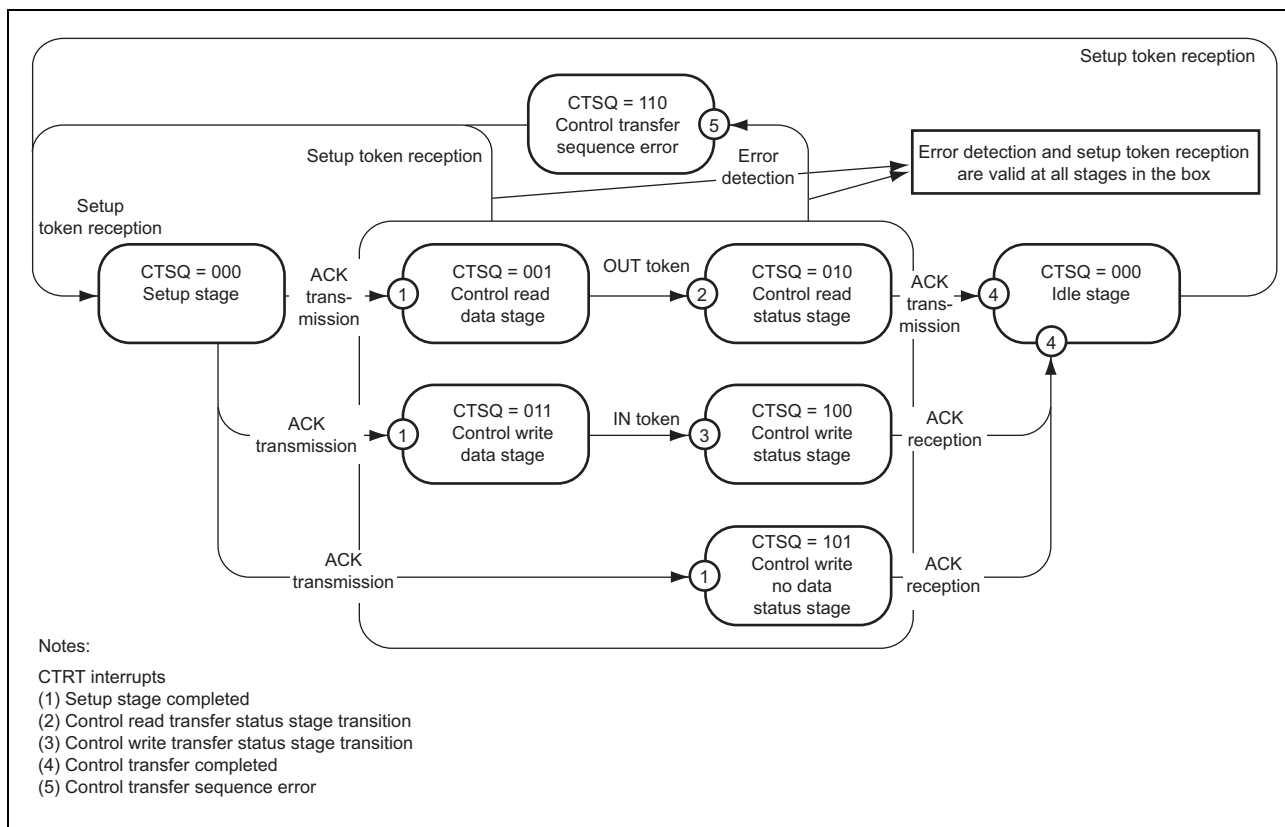 Setup token reception
CTSQ = 110
Control transfer
sequence error
5
Setup token reception
Error
detection
Error detection and setup token reception
are valid at all stages in the box
Setup
token reception
CTSQ = 000
Setup stage
ACK
trans-
mission
1
CTSQ = 001
Control read
data stage
OUT token
2
CTSQ = 010
Control read
status stage
ACK
trans-
mission
4
CTSQ = 000
Idle stage
4
ACK
transmission
1
CTSQ = 011
Control write
data stage
IN token
3
CTSQ = 100
Control write
status stage
ACK
reception
ACK
transmission
1
CTSQ = 101
Control write
no data
status stage
ACK
reception
Notes:
CTRT interrupts
(1) Setup stage completed
(2) Control read transfer status stage transition
(3) Control write transfer status stage transition
(4) Control transfer completed
(5) Control transfer sequence error